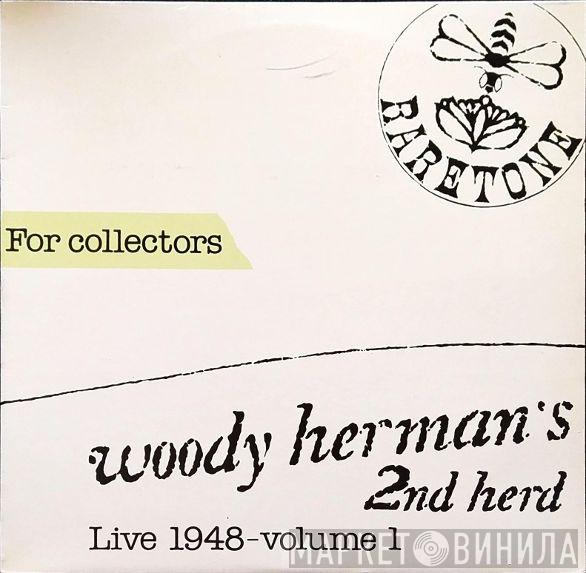 RARETONE
For collectors
woody herman's
2nd herd
Live 1948-volume 1
МАРКЕТ ВИНИЛА